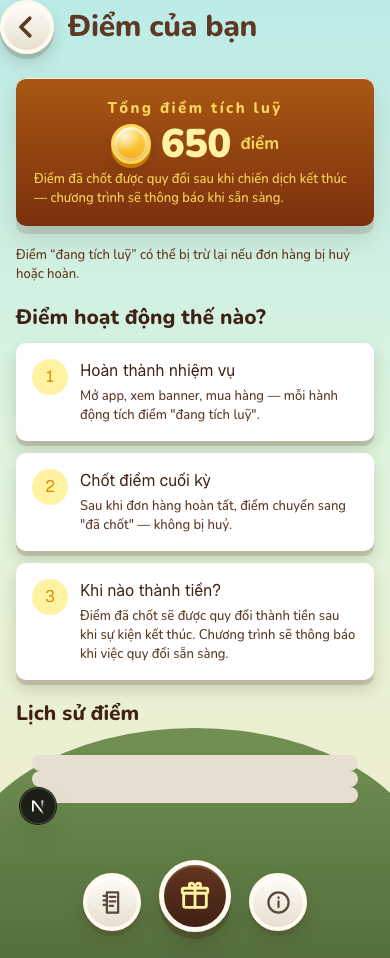 Điểm của bạn
Tổng điểm tích luỹ
650 điểm
Điểm đã chốt được quy đổi sau khi chiến dịch kết thúc
— chương trình sẽ thông báo khi sẵn sàng.
Điểm “đang tích luỹ” có thể bị trừ lại nếu đơn hàng bị huỷ
hoặc hoàn.
Điểm hoạt động thế nào?
1
Hoàn thành nhiệm vụ
Mở app, xem banner, mua hàng — mỗi hành
động tích điểm "đang tích luỹ".
2
Chốt điểm cuối kỳ
Sau khi đơn hàng hoàn tất, điểm chuyển sang
"đã chốt" — không bị huỷ.
3
Khi nào thành tiền?
Điểm đã chốt sẽ được quy đổi thành tiền sau
khi sự kiện kết thúc. Chương trình sẽ thông báo
khi việc quy đổi sẵn sàng.
Lịch sử điểm
N